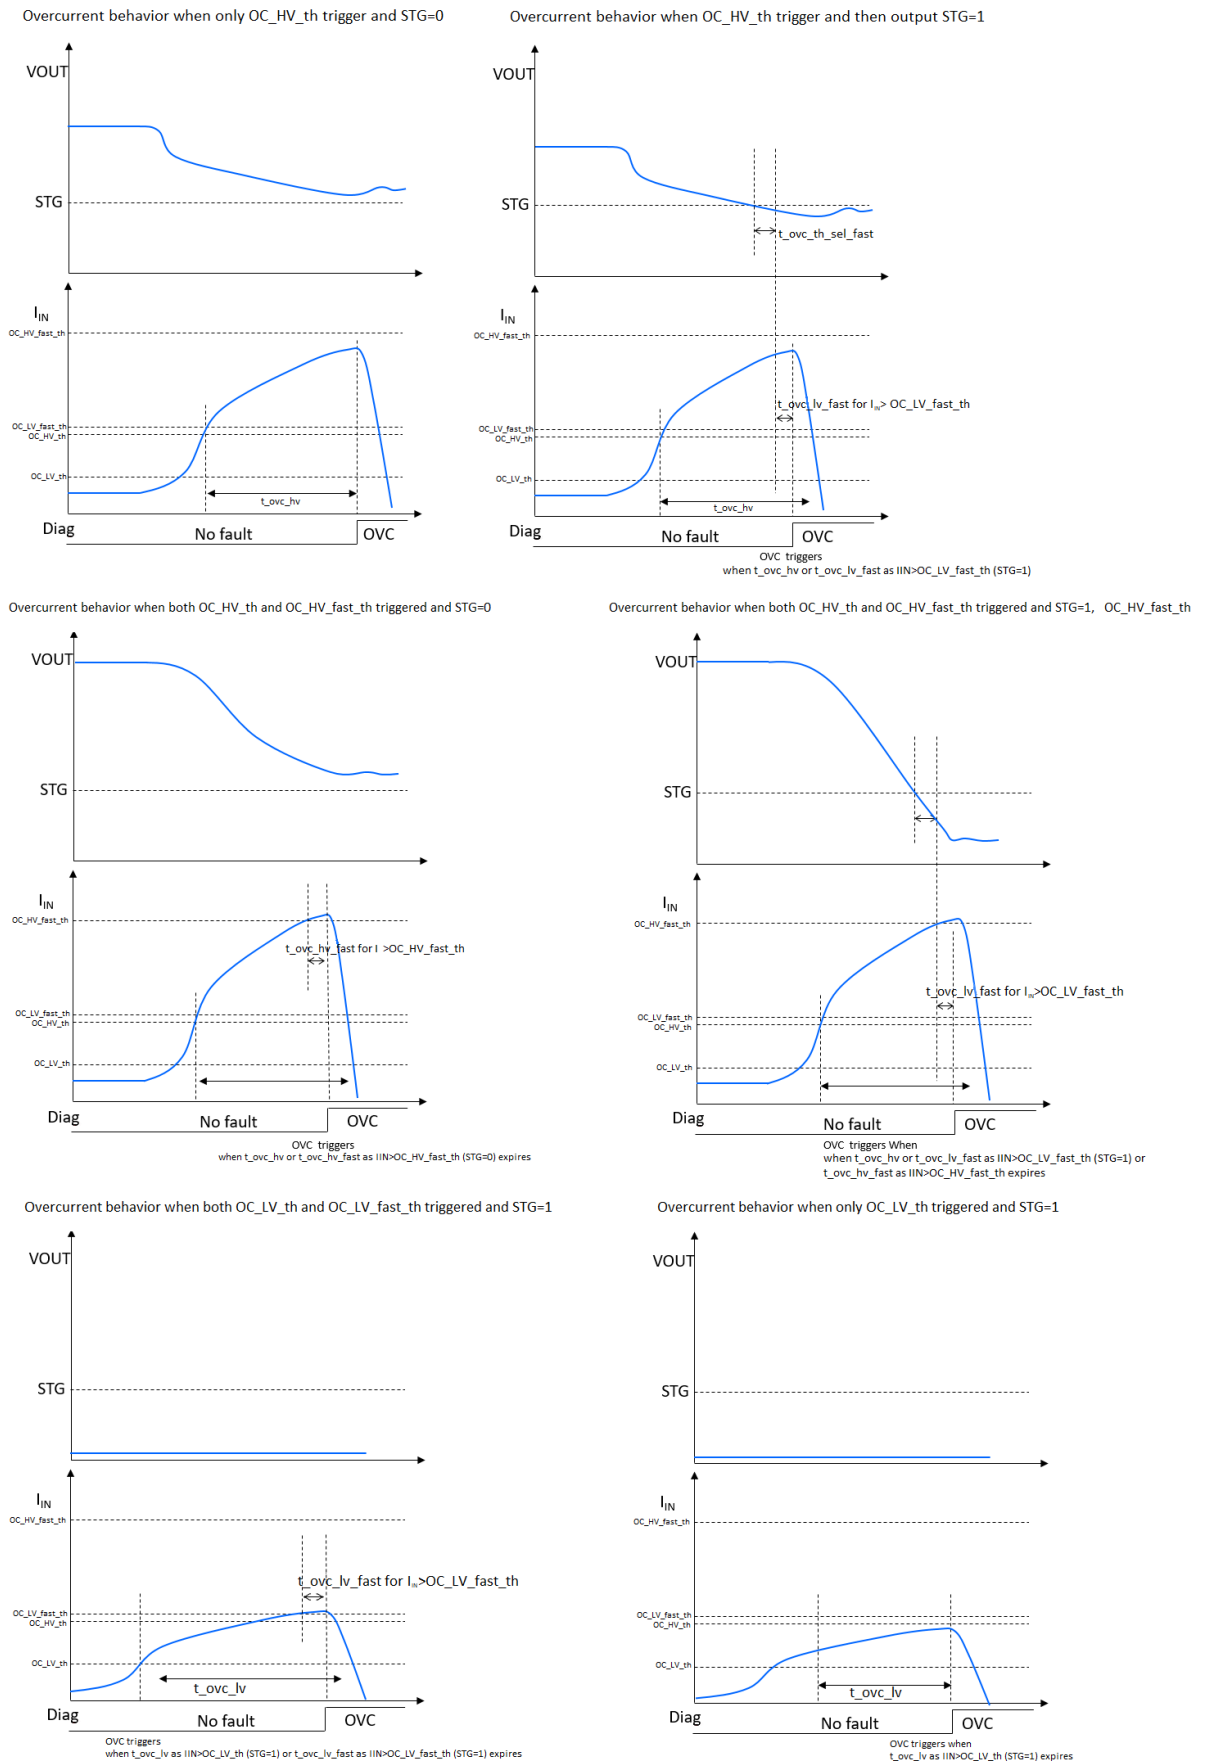 Overcurrent behavior when only OC_HV_th trigger and STG=0
VOUT
STG
I_IN
OC_HV_fast_th
OC_LV_fast_th
OC_HV_th
OC_LV_th
t_ovc_hv
Diag
No fault
OVC
Overcurrent behavior when OC_HV_th trigger and then output STG=1
VOUT
STG
t_ovc_th_sel_fast
I_IN
OC_HV_fast_th
t_ovc_lv_fast for I_IN> OC_LV_fast_th
OC_LV_fast_th
OC_HV_th
OC_LV_th
t_ovc_hv
Diag
No fault
OVC
OVC triggers
when t_ovc_hv or t_ovc_lv_fast as IIN>OC_LV_fast_th (STG=1)
Overcurrent behavior when both OC_HV_th and OC_HV_fast_th triggered and STG=0
VOUT
STG
I_IN
OC_HV_fast_th
t_ovc_hv_fast for I >OC_HV_fast_th
OC_LV_fast_th
OC_HV_th
OC_LV_th
Diag
No fault
OVC
OVC triggers
when t_ovc_hv or t_ovc_hv_fast as IIN>OC_HV_fast_th (STG=0) expires
Overcurrent behavior when both OC_HV_th and OC_HV_fast_th triggered and STG=1, OC_HV_fast_th
VOUT
STG
I_IN
OC_HV_fast_th
t_ovc_lv_fast for I_IN>OC_LV_fast_th
OC_LV_fast_th
OC_HV_th
OC_LV_th
Diag
No fault
OVC
OVC triggers When
when t_ovc_hv or t_ovc_lv_fast as IIN>OC_LV_fast_th (STG=1) or
t_ovc_hv_fast as IIN>OC_HV_fast_th expires
Overcurrent behavior when both OC_LV_th and OC_LV_fast_th triggered and STG=1
VOUT
STG
I_IN
OC_HV_fast_th
t_ovc_lv_fast for I_IN>OC_LV_fast_th
OC_LV_fast_th
OC_HV_th
OC_LV_th
t_ovc_lv
Diag
No fault
OVC
OVC triggers
when t_ovc_lv as IIN>OC_LV_th (STG=1) or t_ovc_lv_fast as IIN>OC_LV_fast_th (STG=1) expires
Overcurrent behavior when only OC_LV_th triggered and STG=1
VOUT
STG
I_IN
OC_HV_fast_th
OC_LV_fast_th
OC_HV_th
OC_LV_th
t_ovc_lv
Diag
No fault
OVC
OVC triggers when
t_ovc_lv as IIN>OC_LV_th (STG=1) expires